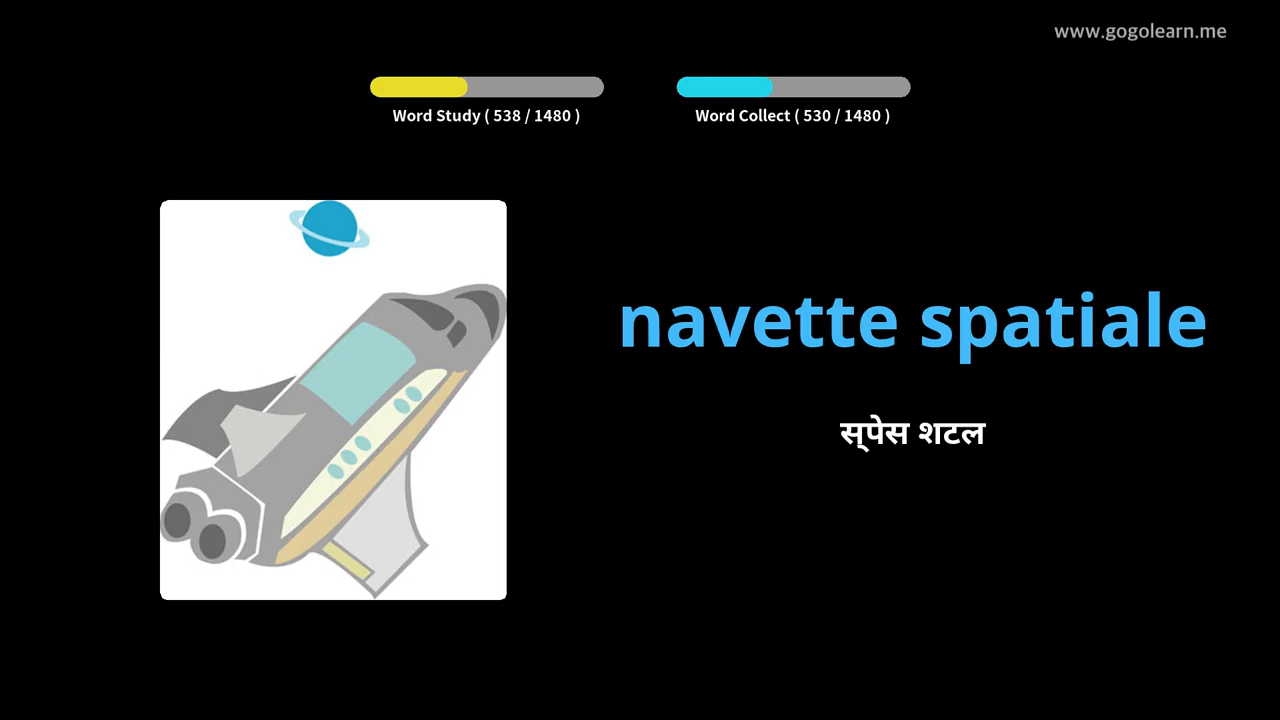 www.gogolearn.me
Word Study ( 538 / 1480 )
Word Collect ( 530 / 1480 )
navette spatiale
स्पेस शटल